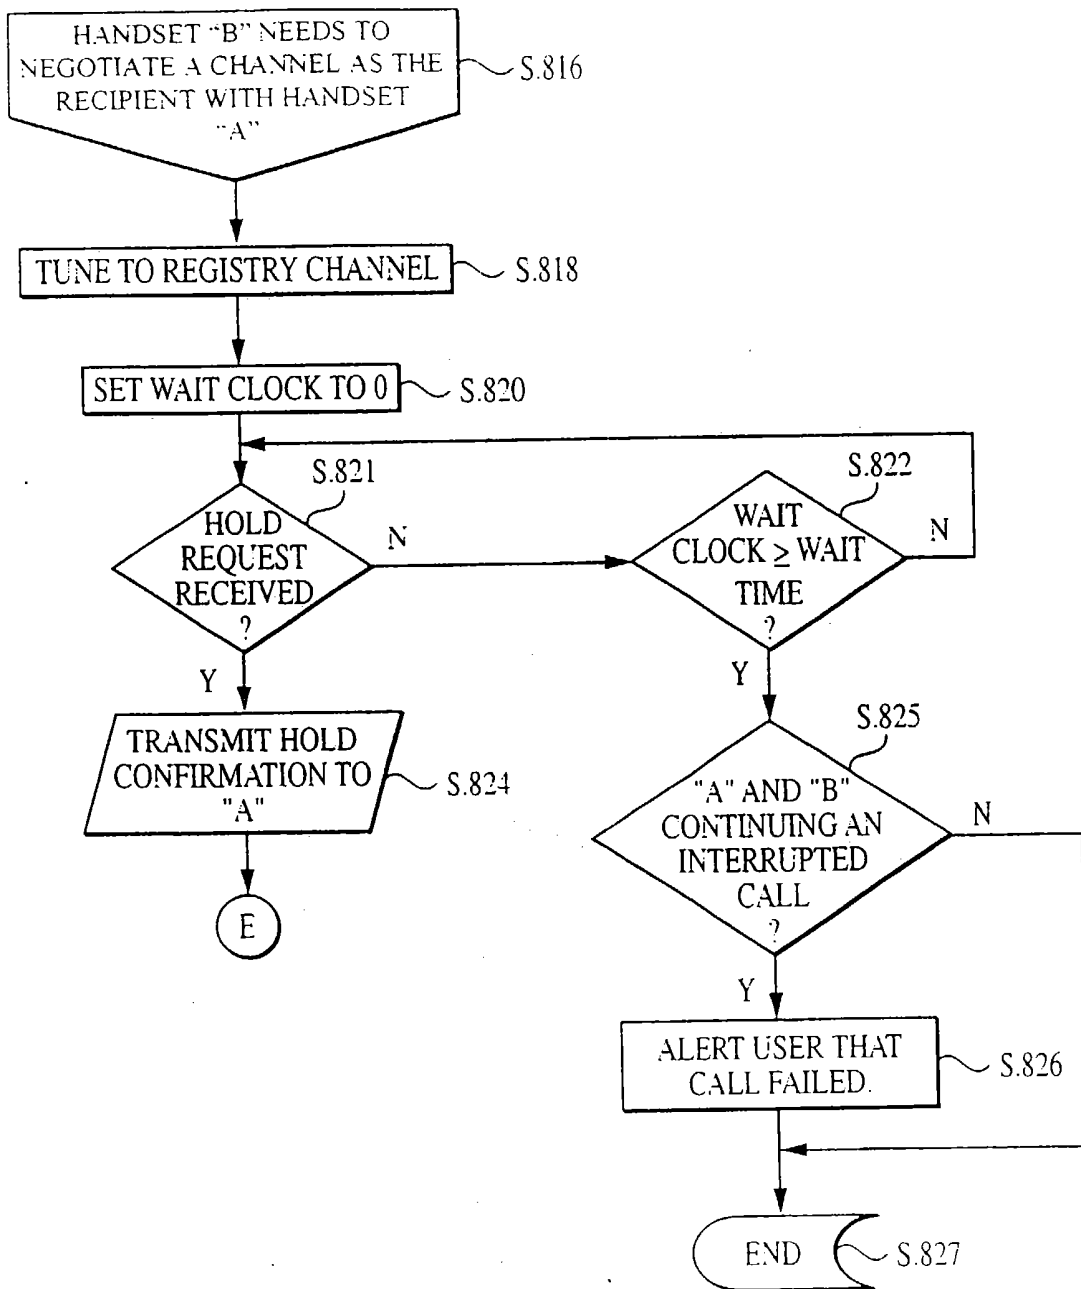 HANDSET "B" NEEDS TO
NEGOTIATE A CHANNEL AS THE
RECIPIENT WITH HANDSET
"A"
S.816
TUNE TO REGISTRY CHANNEL
S.818
SET WAIT CLOCK TO 0
S.820
S.821
HOLD
REQUEST
RECEIVED
?
N
Y
S.822
WAIT
CLOCK ≥ WAIT
TIME
?
N
Y
TRANSMIT HOLD
CONFIRMATION TO
"A"
S.824
E
S.825
"A" AND "B"
CONTINUING AN
INTERRUPTED
CALL
?
N
Y
ALERT USER THAT
CALL FAILED.
S.826
END
S.827